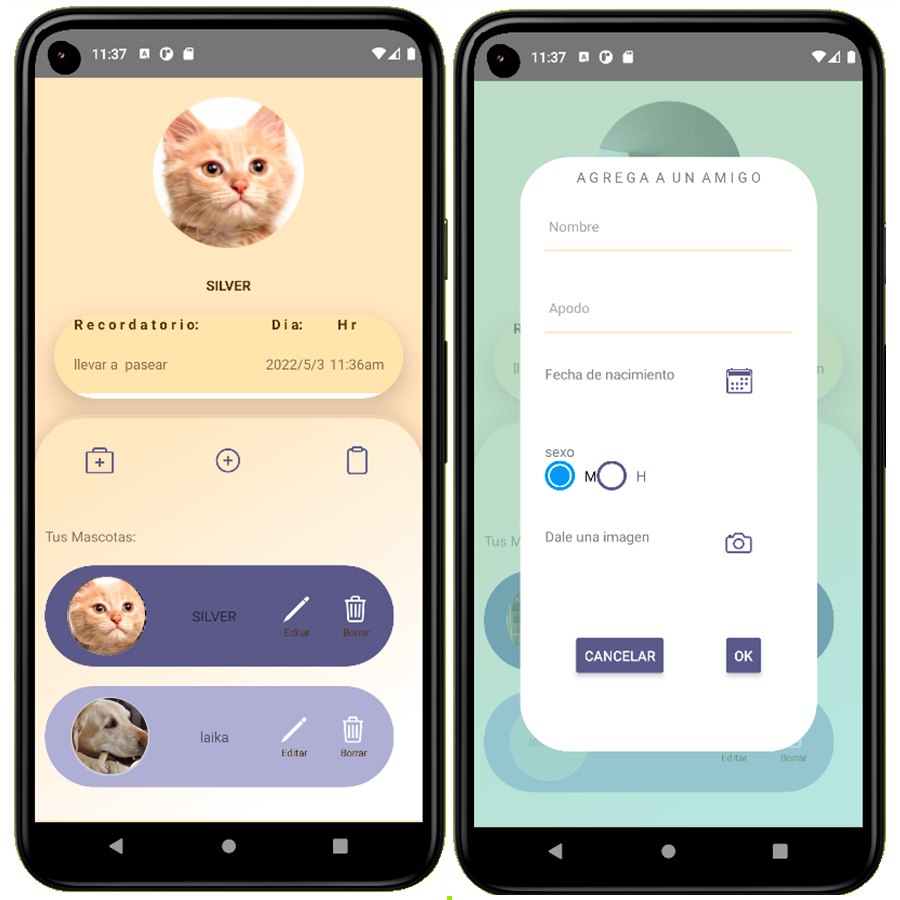 11:37
SILVER
Recordatorio: Dia: Hr
llevar a pasear 2022/5/3 11:36am
Tus Mascotas:
SILVER
Editar Borrar
laika
Editar Borrar
11:37
AGREGA A UN AMIGO
Nombre
Apodo
Fecha de nacimiento
sexo
M H
Dale una imagen
CANCELAR OK
Tus M
Editar Borrar